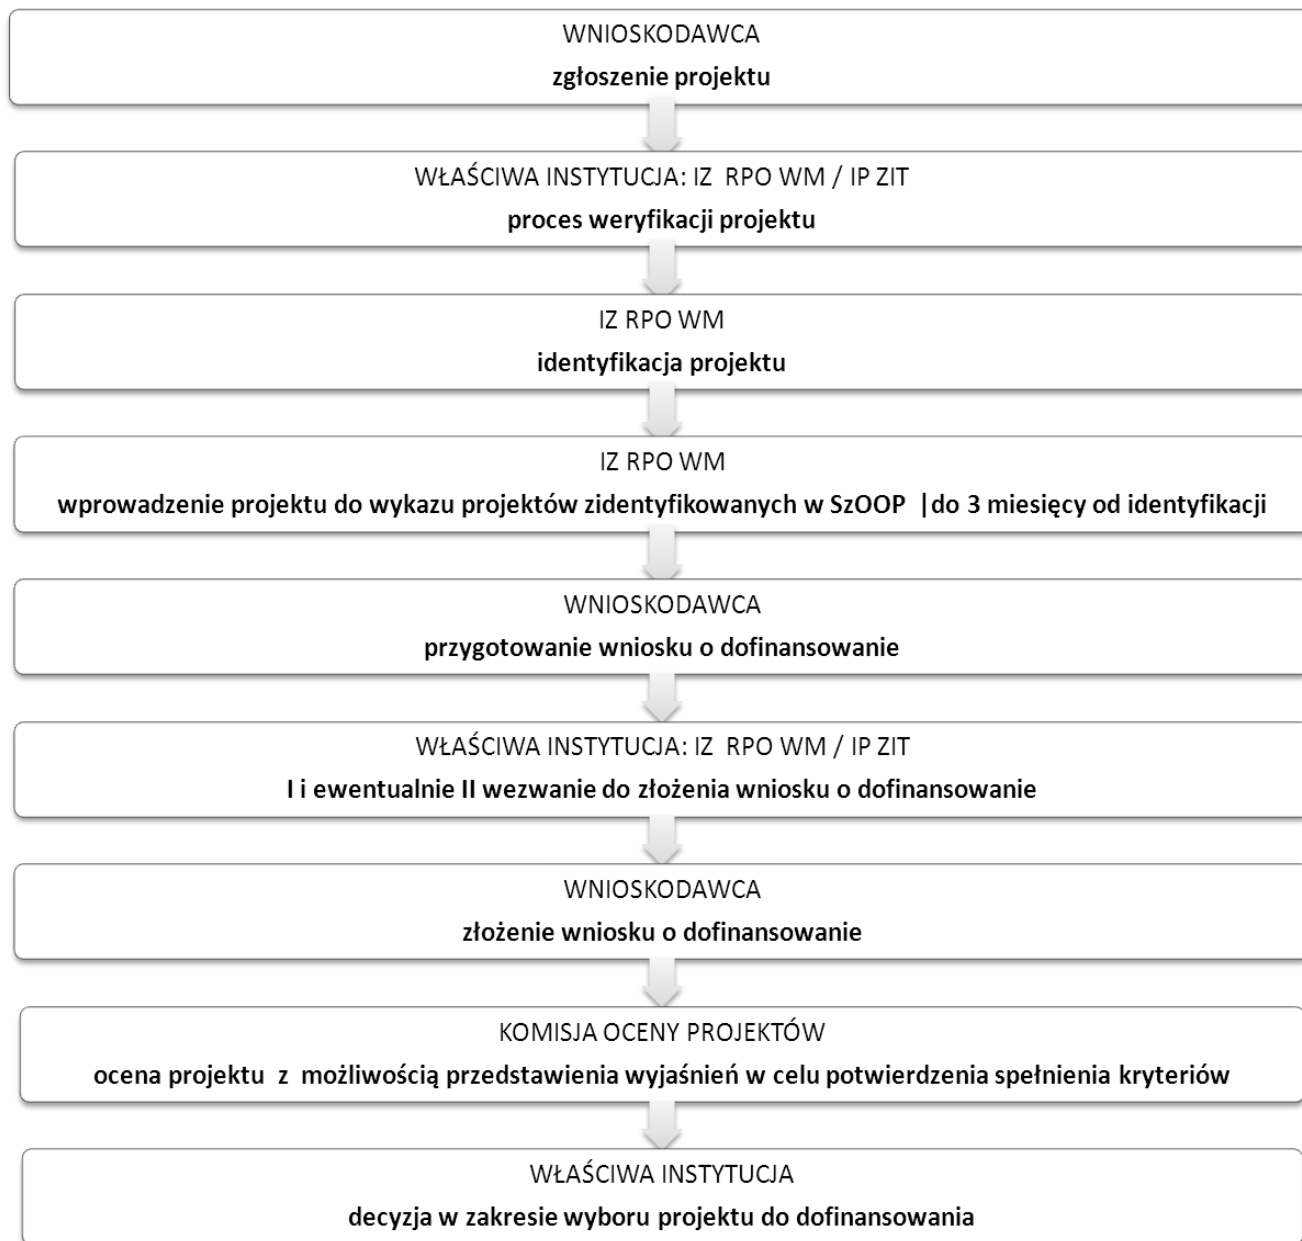 WNIOSKODAWCA
zgłoszenie projektu
WŁAŚCIWA INSTYTUCJA: IZ RPO WM / IP ZIT
proces weryfikacji projektu
IZ RPO WM
identyfikacja projektu
IZ RPO WM
wprowadzenie projektu do wykazu projektów zidentyfikowanych w SzOOP |do 3 miesięcy od identyfikacji
WNIOSKODAWCA
przygotowanie wniosku o dofinansowanie
WŁAŚCIWA INSTYTUCJA: IZ RPO WM / IP ZIT
I i ewentualnie II wezwanie do złożenia wniosku o dofinansowanie
WNIOSKODAWCA
złożenie wniosku o dofinansowanie
KOMISJA OCENY PROJEKTÓW
ocena projektu z możliwością przedstawienia wyjaśnień w celu potwierdzenia spełnienia kryteriów
WŁAŚCIWA INSTYTUCJA
decyzja w zakresie wyboru projektu do dofinansowania